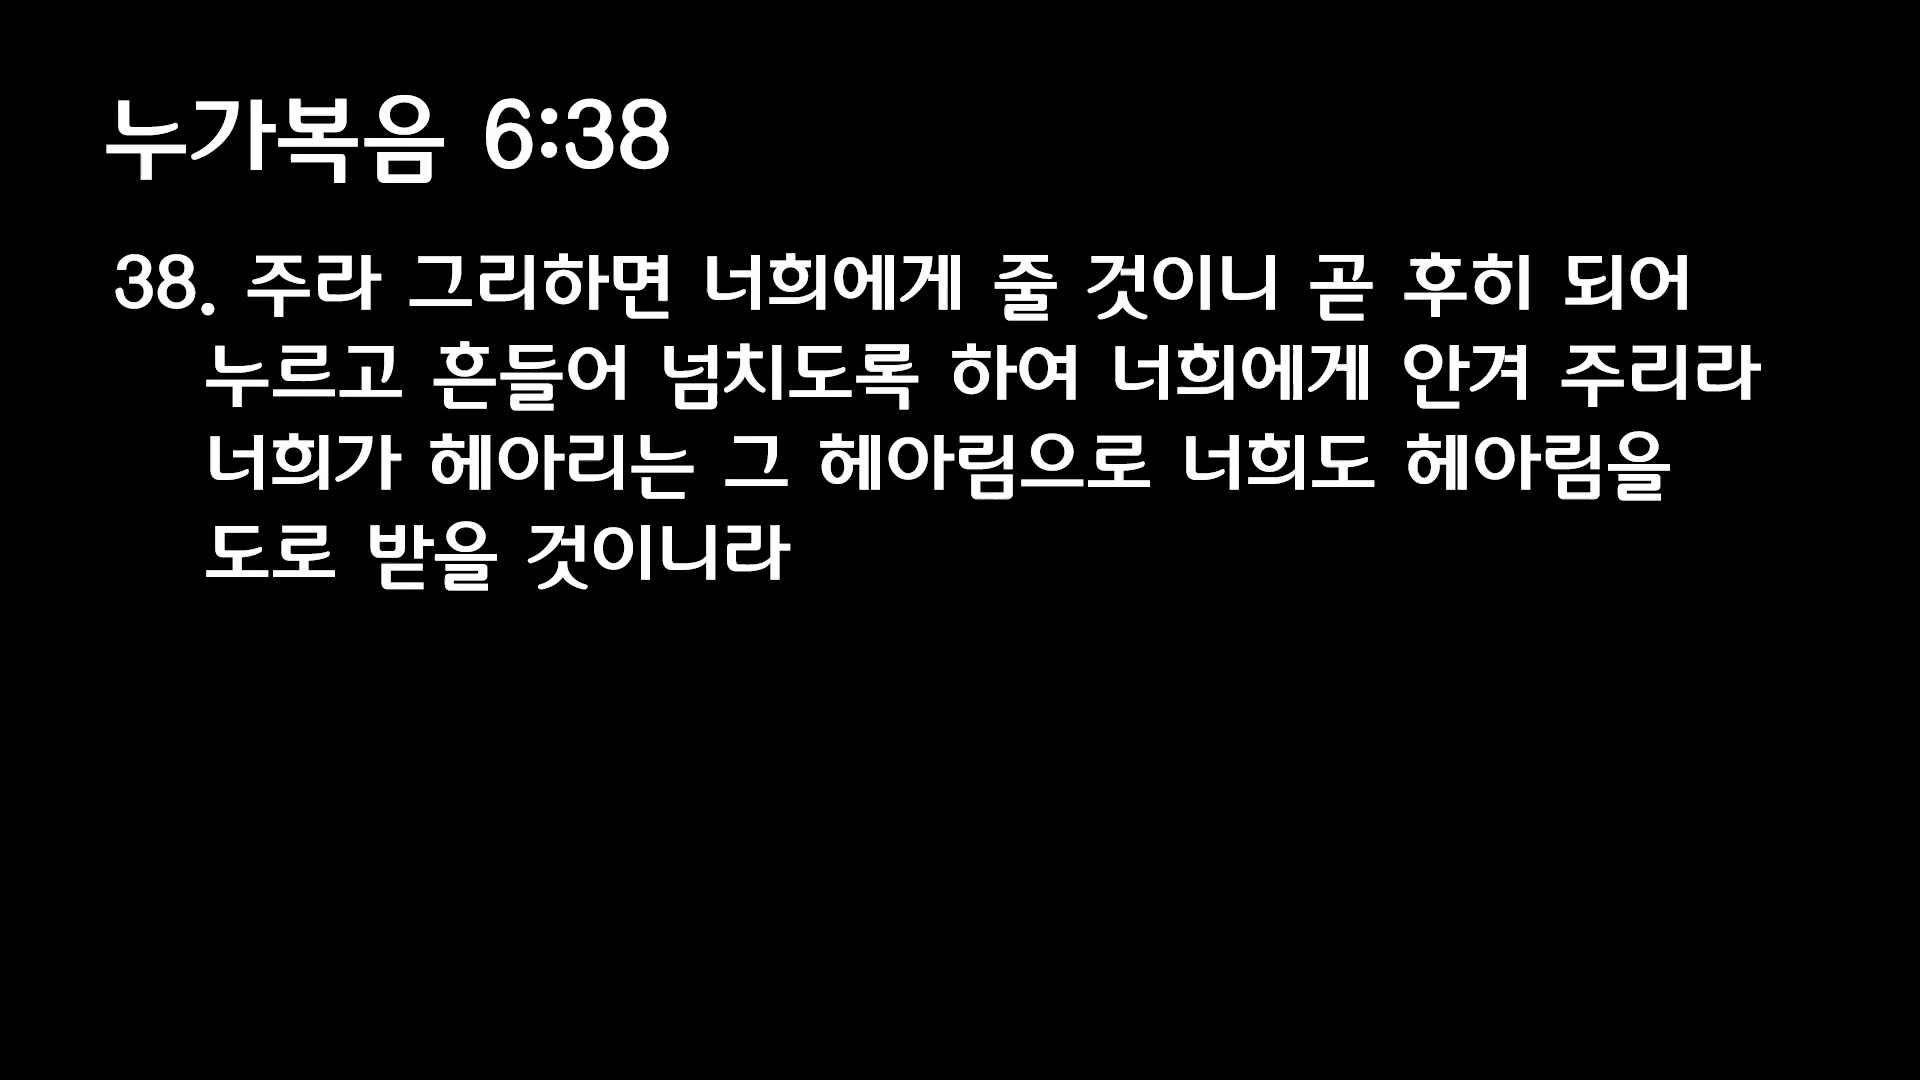 누가복음 6:38
38. 주라 그리하면 너희에게 줄 것이니 곧 후히 되어
누르고 흔들어 넘치도록 하여 너희에게 안겨 주리라
너희가 헤아리는 그 헤아림으로 너희도 헤아림을
도로 받을 것이니라